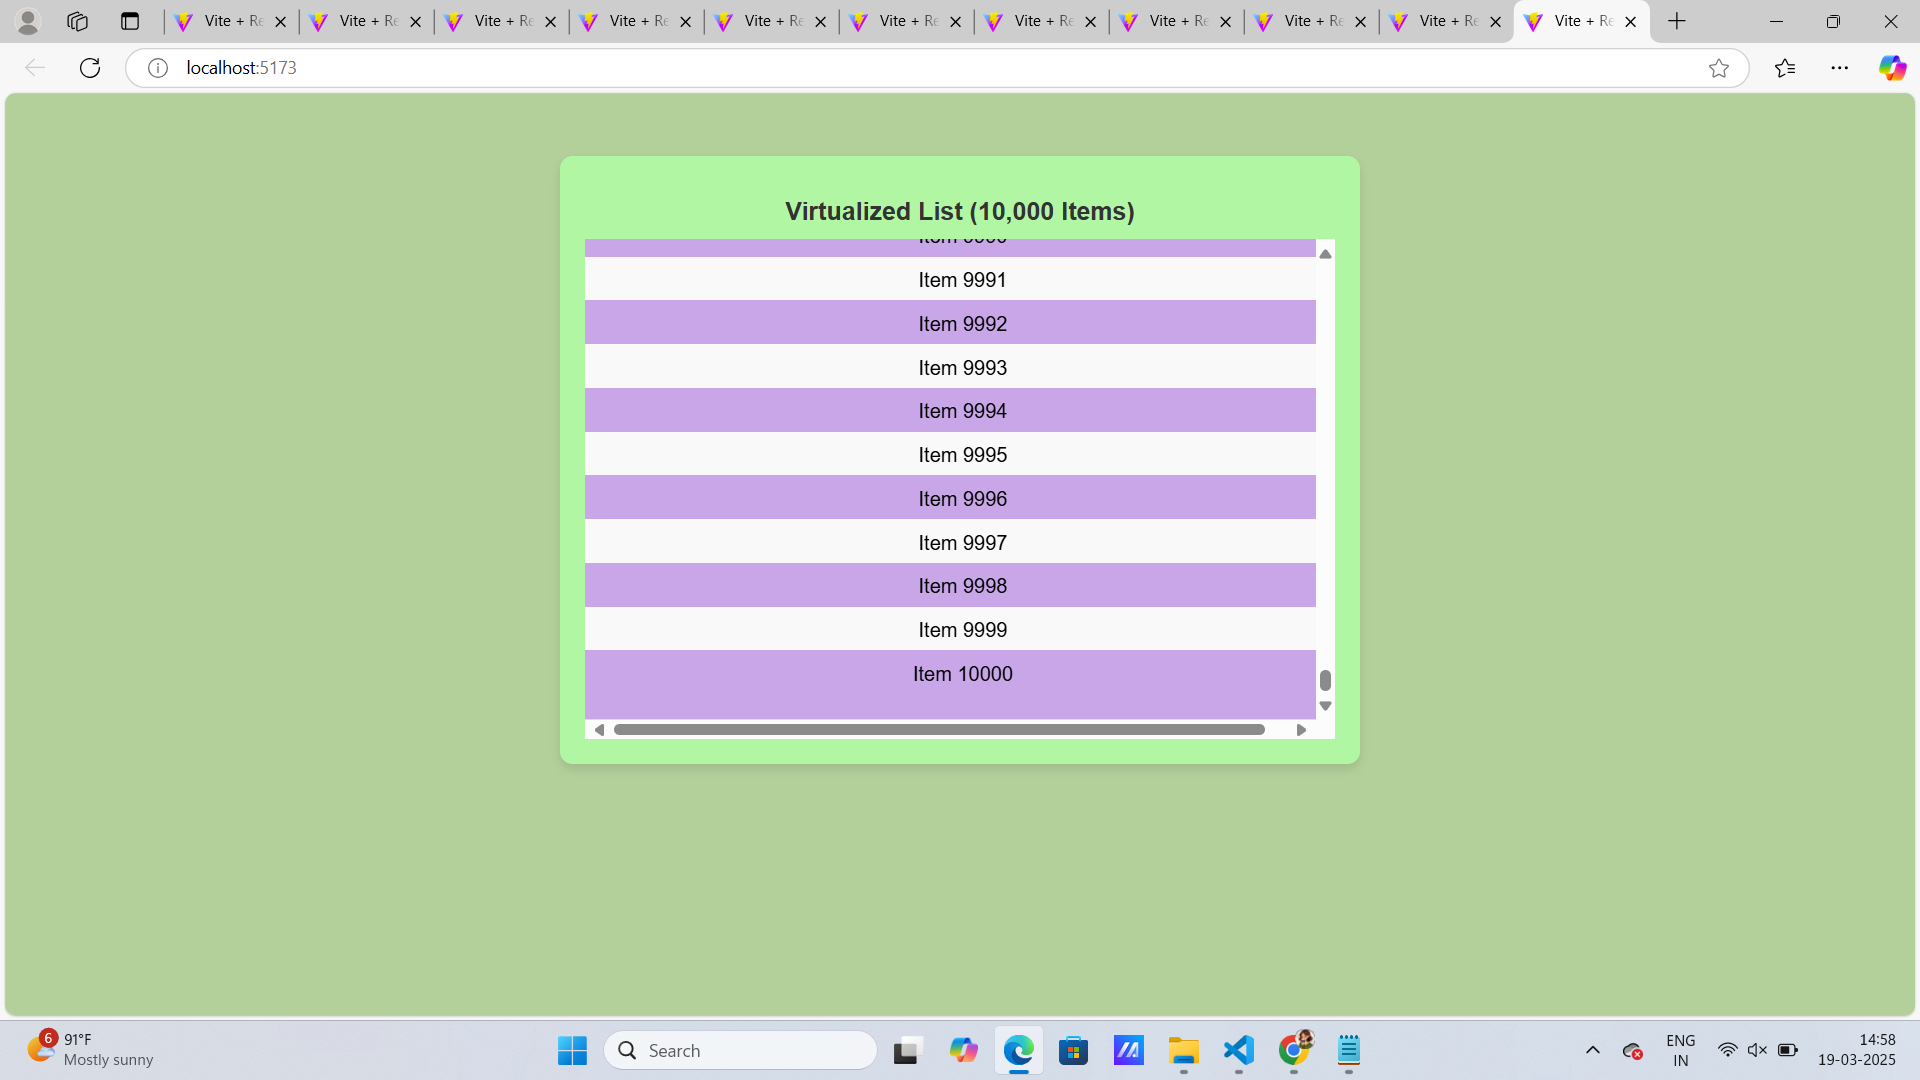 Vite + Re Vite + Re Vite + Re Vite + Re Vite + Re Vite + Re Vite + Re Vite + Re Vite + Re Vite + Re Vite + Re
localhost:5173
Virtualized List (10,000 Items)
Item 9990
Item 9991
Item 9992
Item 9993
Item 9994
Item 9995
Item 9996
Item 9997
Item 9998
Item 9999
Item 10000
6
91°F
Mostly sunny
Search
ENG
IN
14:58
19-03-2025